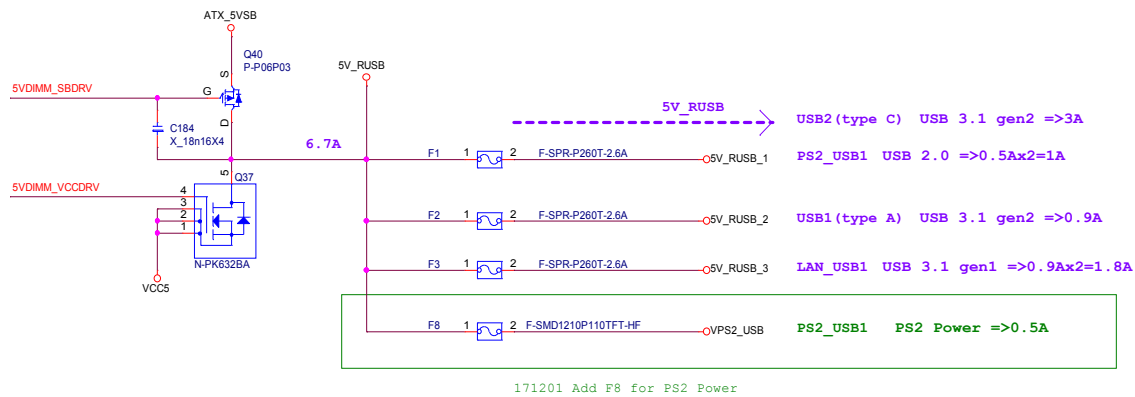 ATX_5VSB
Q40
P-P06P03
5V_RUSB
S
5VDIMM_SBDRV
G
5V_RUSB
USB2(type C) USB 3.1 gen2 =>3A
C184
X_18n16X4
D
6.7A
F1 1 2 F-SPR-P260T-2.6A 5V_RUSB_1 PS2_USB1 USB 2.0 =>0.5Ax2=1A
5 Q37
5VDIMM_VCCDRV
4
3
2
1
F2 1 2 F-SPR-P260T-2.6A 5V_RUSB_2 USB1(type A) USB 3.1 gen2 =>0.9A
N-PK632BA
F3 1 2 F-SPR-P260T-2.6A 5V_RUSB_3 LAN_USB1 USB 3.1 gen1 =>0.9Ax2=1.8A
VCC5
F8 1 2 F-SMD1210P110TFT-HF VPS2_USB PS2_USB1 PS2 Power =>0.5A
171201 Add F8 for PS2 Power